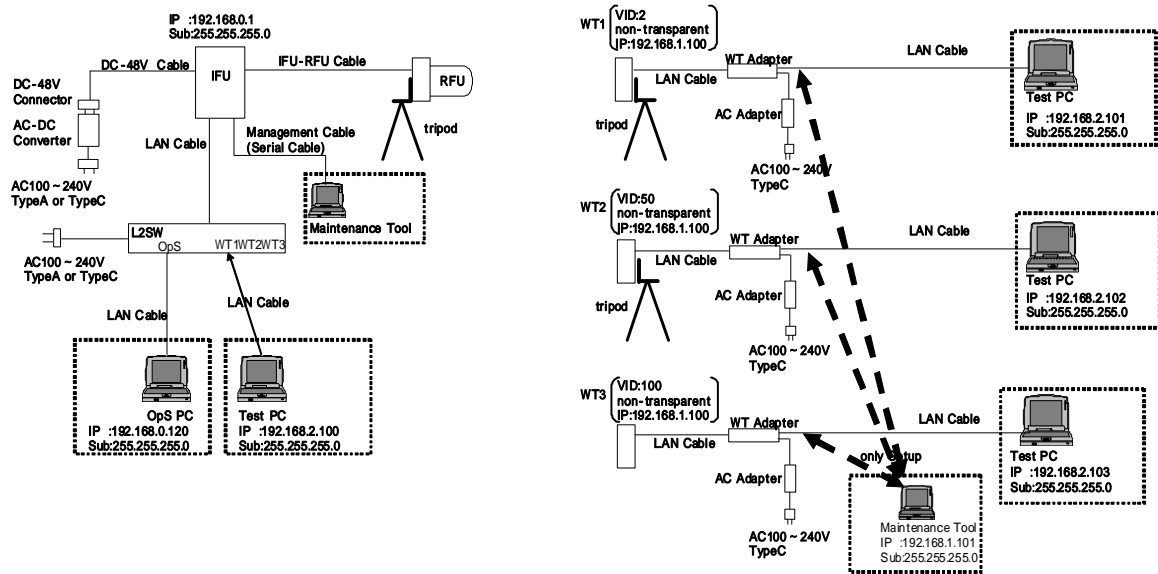 IP :192.168.0.1
Sub:255.255.255.0
DC-48V Cable
IFU
IFU-RFU Cable
RFU
DC-48V
Connector
AC-DC
Converter
LAN Cable
Management Cable
(Serial Cable)
tripod
AC100 ~ 240V
TypeA or TypeC
Maintenance Tool
L2SW
OpS
WT1WT2WT3
AC100 ~ 240V
TypeA or TypeC
LAN Cable
LAN Cable
OpS PC
IP :192.168.0.120
Sub:255.255.255.0
Test PC
IP :192.168.2.100
Sub:255.255.255.0
WT1
VID:2
non-transparent
IP:192.168.1.100
LAN Cable
WT Adapter
LAN Cable
AC Adapter
tripod
AC100 ~ 240V
TypeC
Test PC
IP :192.168.2.101
Sub:255.255.255.0
WT2
VID:50
non-transparent
IP:192.168.1.100
LAN Cable
WT Adapter
LAN Cable
AC Adapter
tripod
AC100 ~ 240V
TypeC
Test PC
IP :192.168.2.102
Sub:255.255.255.0
WT3
VID:100
non-transparent
IP:192.168.1.100
LAN Cable
WT Adapter
LAN Cable
only Setup
AC Adapter
AC100 ~ 240V
TypeC
Test PC
IP :192.168.2.103
Sub:255.255.255.0
Maintenance Tool
IP :192.168.1.101
Sub:255.255.255.0